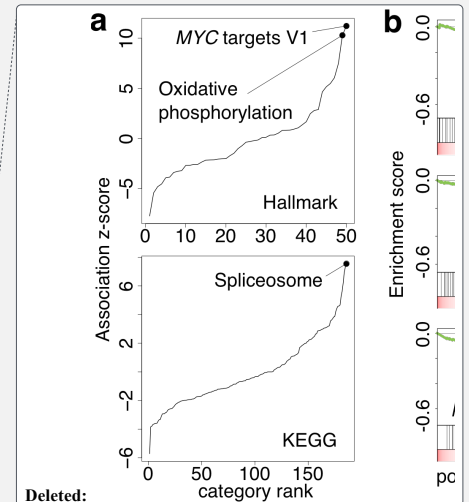 a
b
Association z-score
10
5
0
−5
MYC targets V1
Oxidative
phosphorylation
Hallmark
0 10 20 30 40 50
6
2
−2
−6
Spliceosome
KEGG
0 50 100 150
category rank
Enrichment score
0.0
-0.6
0.0
-0.6
0.0
-0.6
po
Deleted: